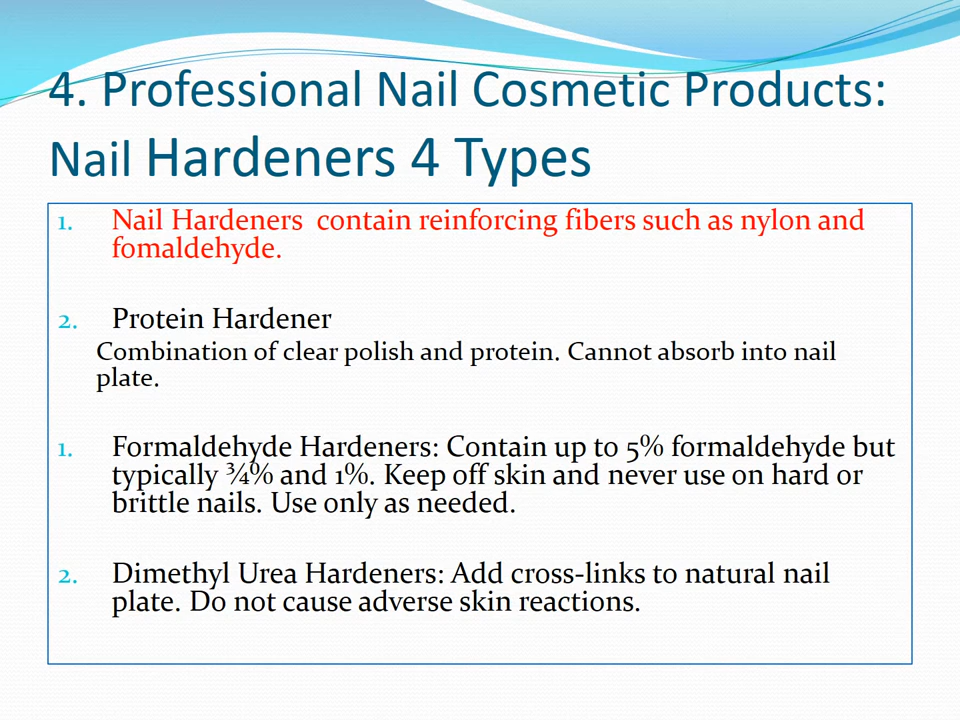 4. Professional Nail Cosmetic Products:
Nail Hardeners 4 Types
1. Nail Hardeners contain reinforcing fibers such as nylon and
fomaldehyde.
2. Protein Hardener
Combination of clear polish and protein. Cannot absorb into nail
plate.
1. Formaldehyde Hardeners: Contain up to 5% formaldehyde but
typically ¾% and 1%. Keep off skin and never use on hard or
brittle nails. Use only as needed.
2. Dimethyl Urea Hardeners: Add cross-links to natural nail
plate. Do not cause adverse skin reactions.